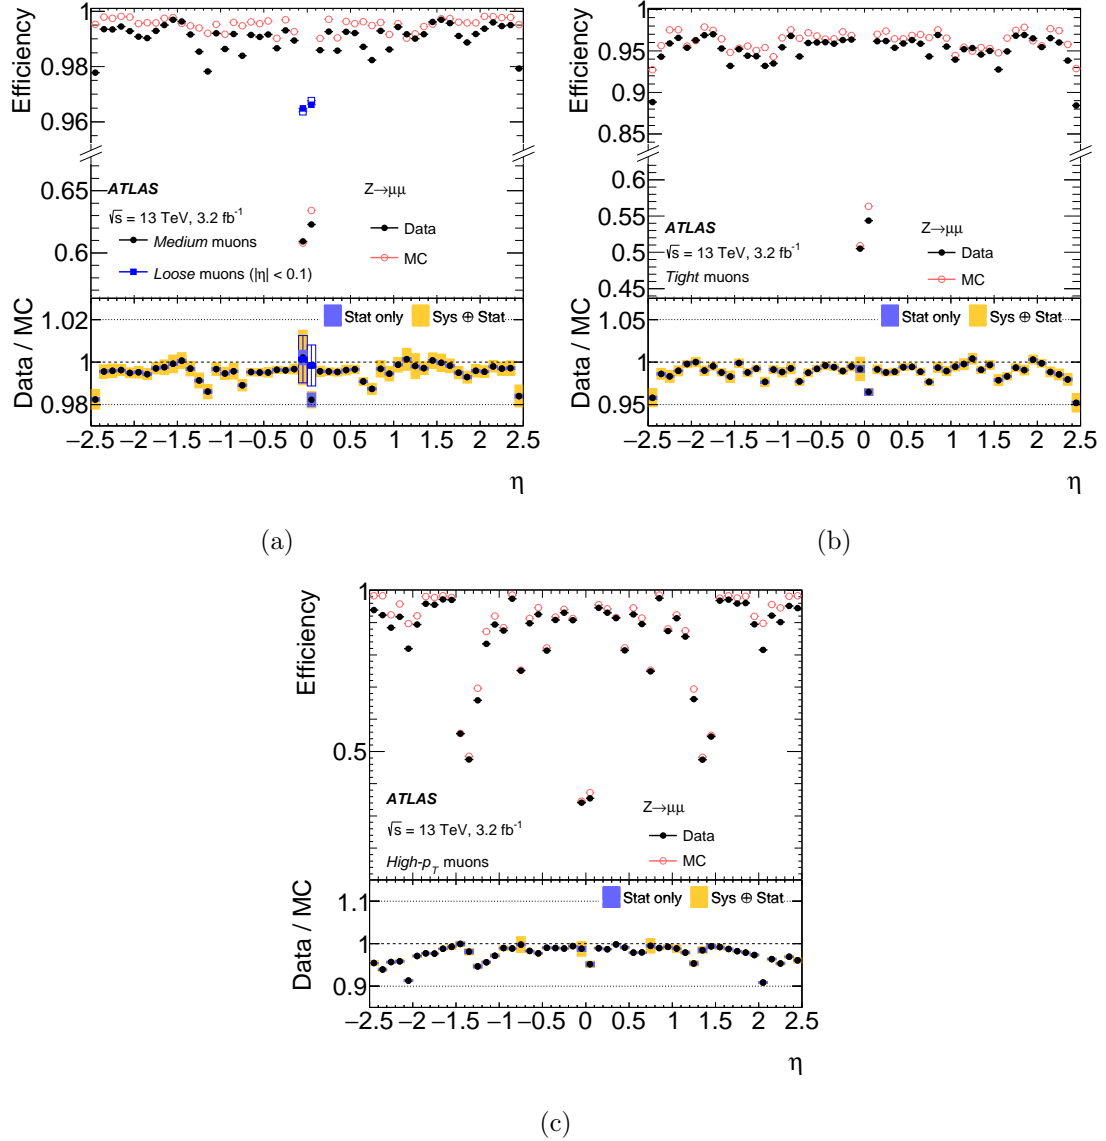 Efficiency
1
0.98
0.96
0.65
0.6
ATLAS
√s = 13 TeV, 3.2 fb⁻¹
Medium muons
Loose muons (|η| < 0.1)
Z→μμ
Data
MC
Data / MC
1.02
1
0.98
Stat only
Sys ⊕ Stat
−2.5 −2 −1.5 −1 −0.5 0 0.5 1 1.5 2 2.5
η
(a)
Efficiency
1
0.95
0.9
0.85
0.6
0.55
0.5
0.45
ATLAS
√s = 13 TeV, 3.2 fb⁻¹
Tight muons
Z→μμ
Data
MC
Data / MC
1.05
1
0.95
Stat only
Sys ⊕ Stat
−2.5 −2 −1.5 −1 −0.5 0 0.5 1 1.5 2 2.5
η
(b)
Efficiency
1
0.5
ATLAS
√s = 13 TeV, 3.2 fb⁻¹
High-p_T muons
Z→μμ
Data
MC
Data / MC
1.1
1
0.9
Stat only
Sys ⊕ Stat
−2.5 −2 −1.5 −1 −0.5 0 0.5 1 1.5 2 2.5
η
(c)